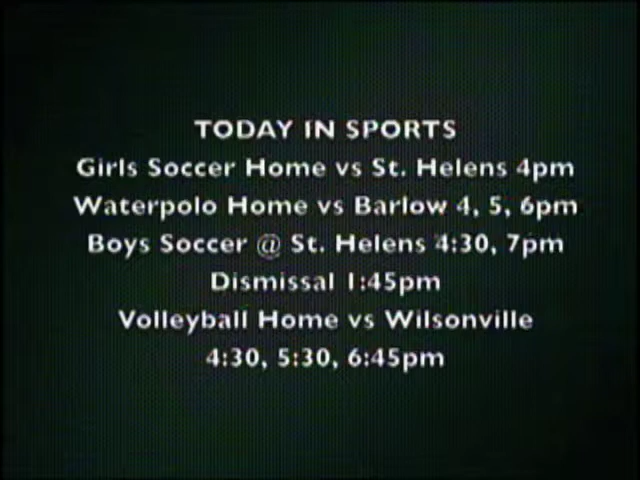 TODAY IN SPORTS
Girls Soccer Home vs St. Helens 4pm
Waterpolo Home vs Barlow 4, 5, 6pm
Boys Soccer @ St. Helens 4:30, 7pm
Dismissal 1:45pm
Volleyball Home vs Wilsonville
4:30, 5:30, 6:45pm